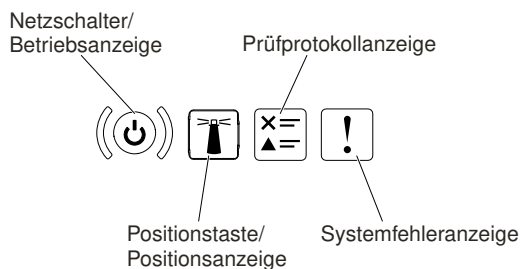 Netzschalter/
Betriebsanzeige
Prüfprotokollanzeige
Positionstaste/
Positionsanzeige
Systemfehleranzeige